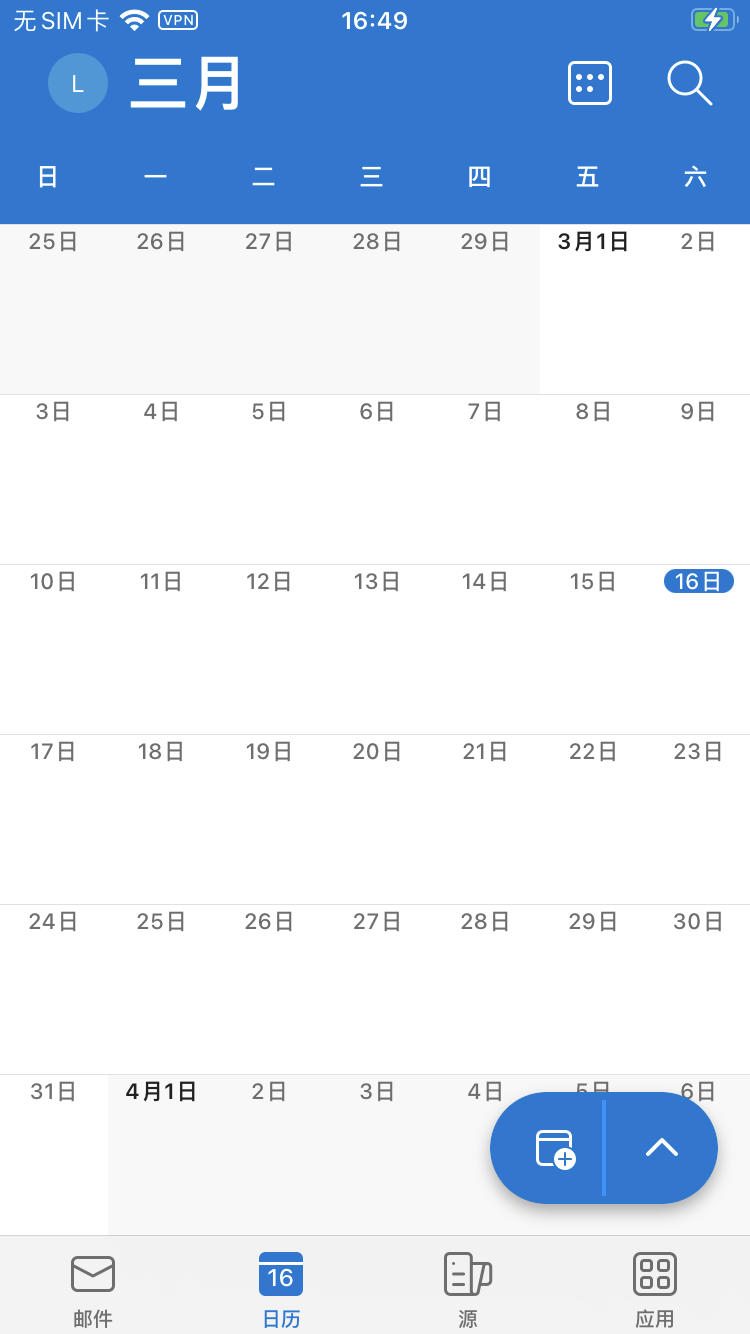 无SIM卡 VPN 16:49
L 三月
日 一 二 三 四 五 六
25日 26日 27日 28日 29日 3月1日 2日
3日 4日 5日 6日 7日 8日 9日
10日 11日 12日 13日 14日 15日 16日
17日 18日 19日 20日 21日 22日 23日
24日 25日 26日 27日 28日 29日 30日
31日 4月1日 2日 3日 4日 5日 6日
16
邮件 日历 源 应用